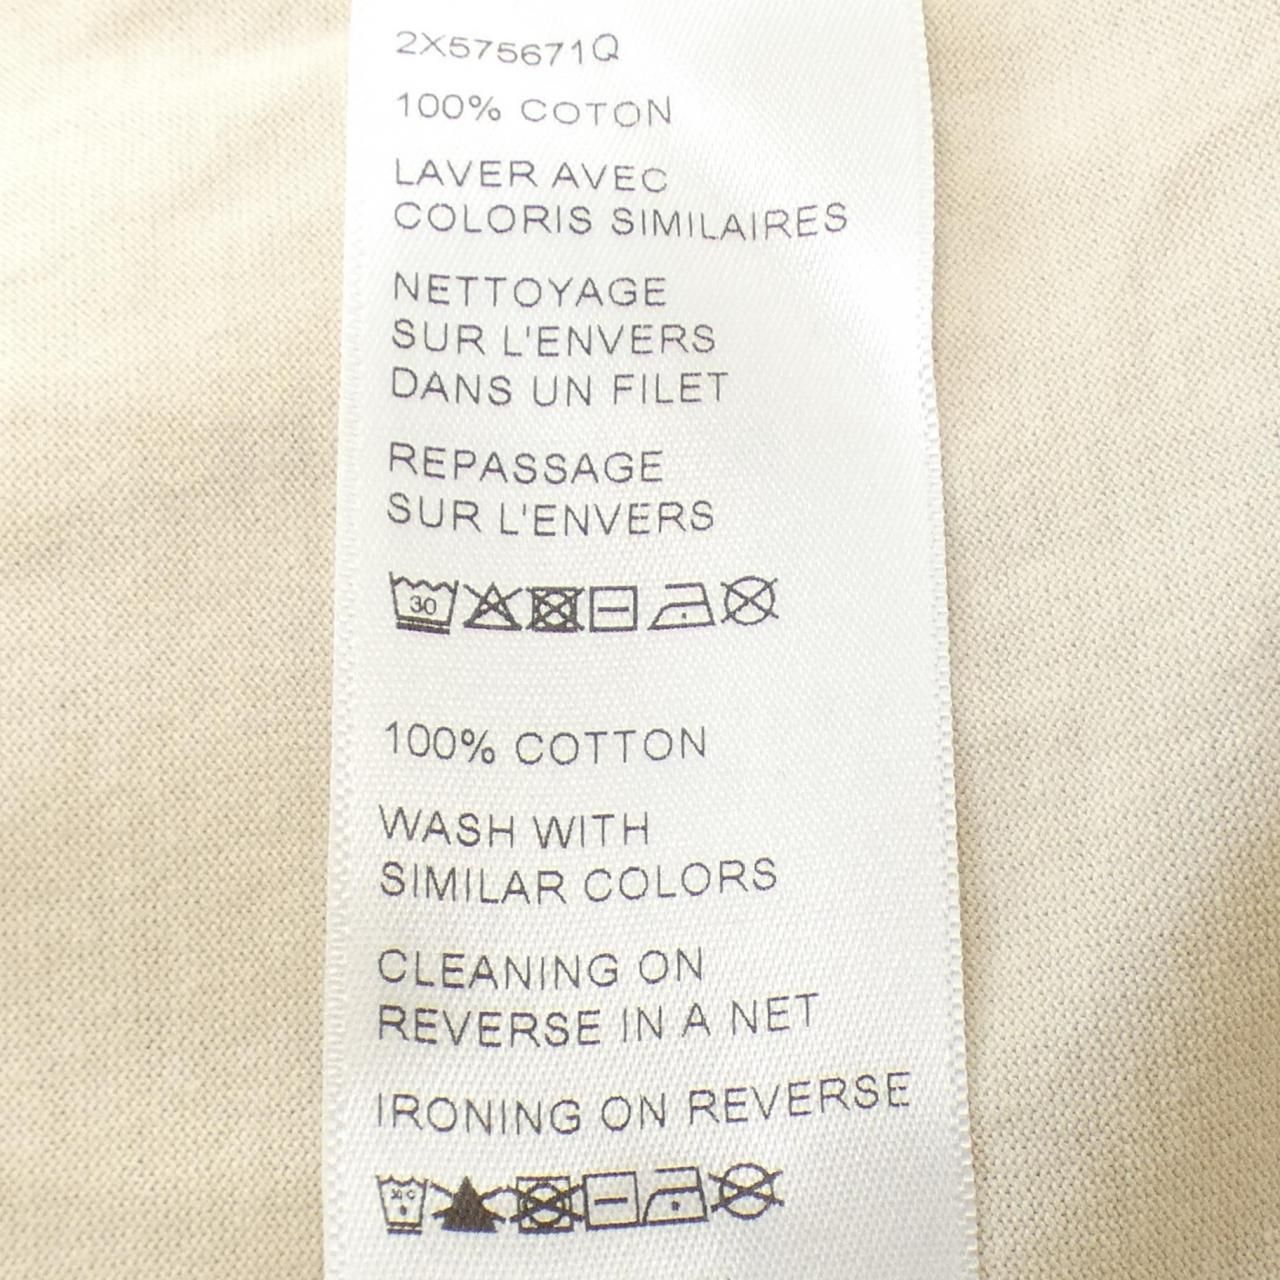 2X575671Q
100% COTON
LAVER AVEC
COLORIS SIMILAIRES
NETTOYAGE
SUR L'ENVERS
DANS UN FILET
REPASSAGE
SUR L'ENVERS
30
100% COTTON
WASH WITH
SIMILAR COLORS
CLEANING ON
REVERSE IN A NET
IRONING ON REVERSE
30 C